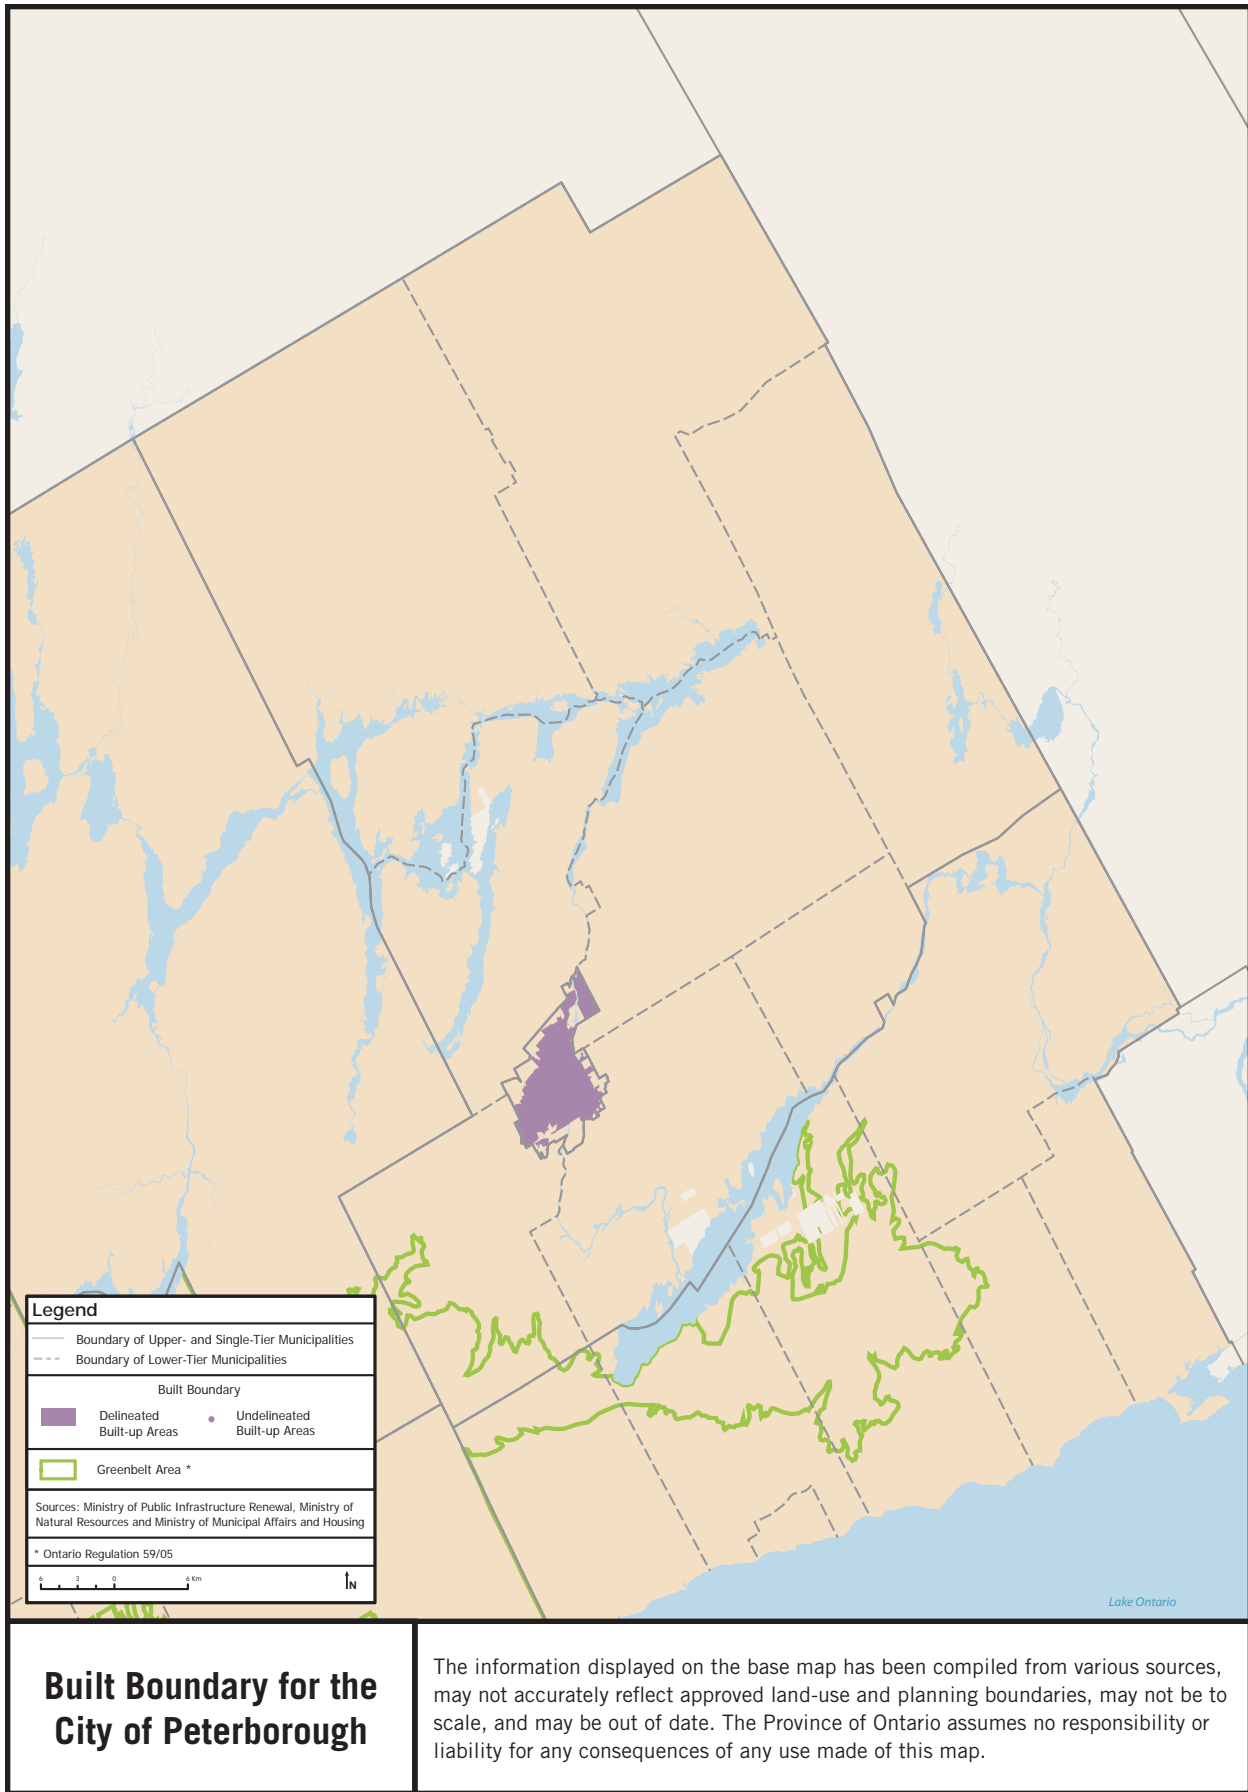 Lake Ontario
Legend
Boundary of Upper- and Single-Tier Municipalities
Boundary of Lower-Tier Municipalities
Built Boundary
Delineated
Built-up Areas
Undelineated
Built-up Areas
Greenbelt Area *
Sources: Ministry of Public Infrastructure Renewal, Ministry of
Natural Resources and Ministry of Municipal Affairs and Housing
* Ontario Regulation 59/05
6 3 0 6 Km
N
Built Boundary for the
City of Peterborough
The information displayed on the base map has been compiled from various sources,
may not accurately reflect approved land-use and planning boundaries, may not be to
scale, and may be out of date. The Province of Ontario assumes no responsibility or
liability for any consequences of any use made of this map.